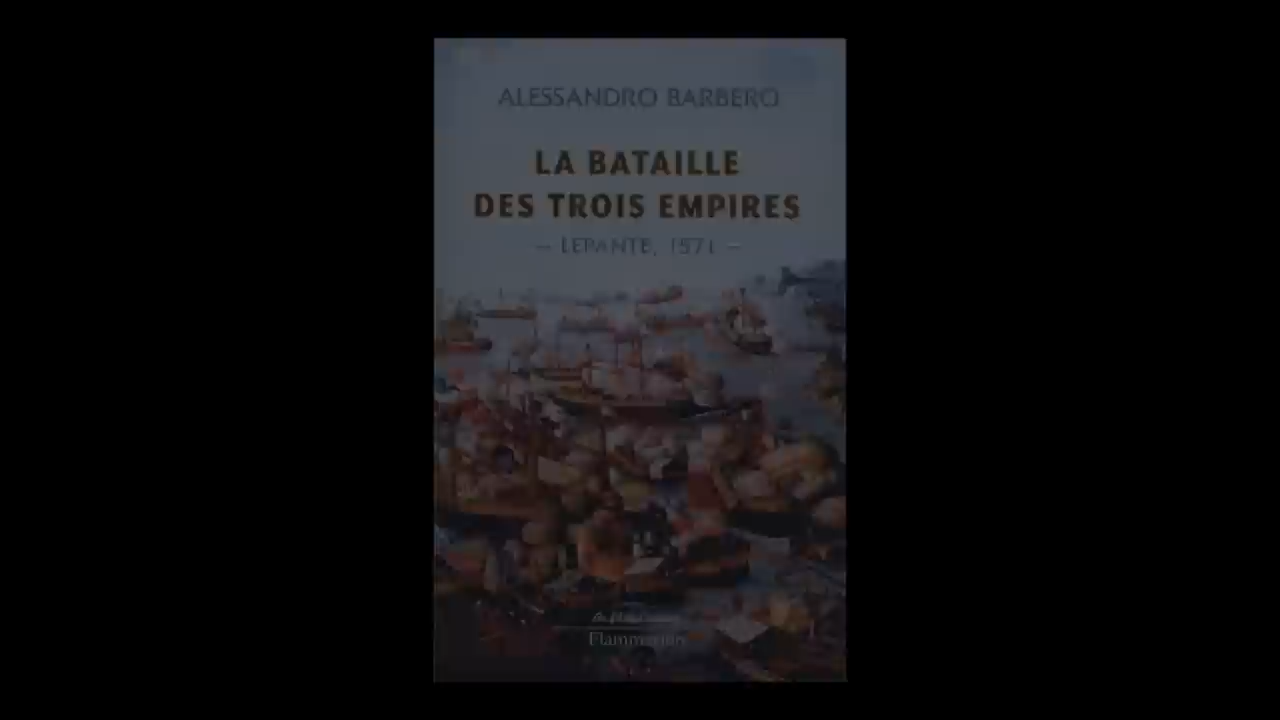 ALESSANDRO BARBERO
LA BATAILLE
DES TROIS EMPIRES
— LEPANTE, 1571 —
Flammarion